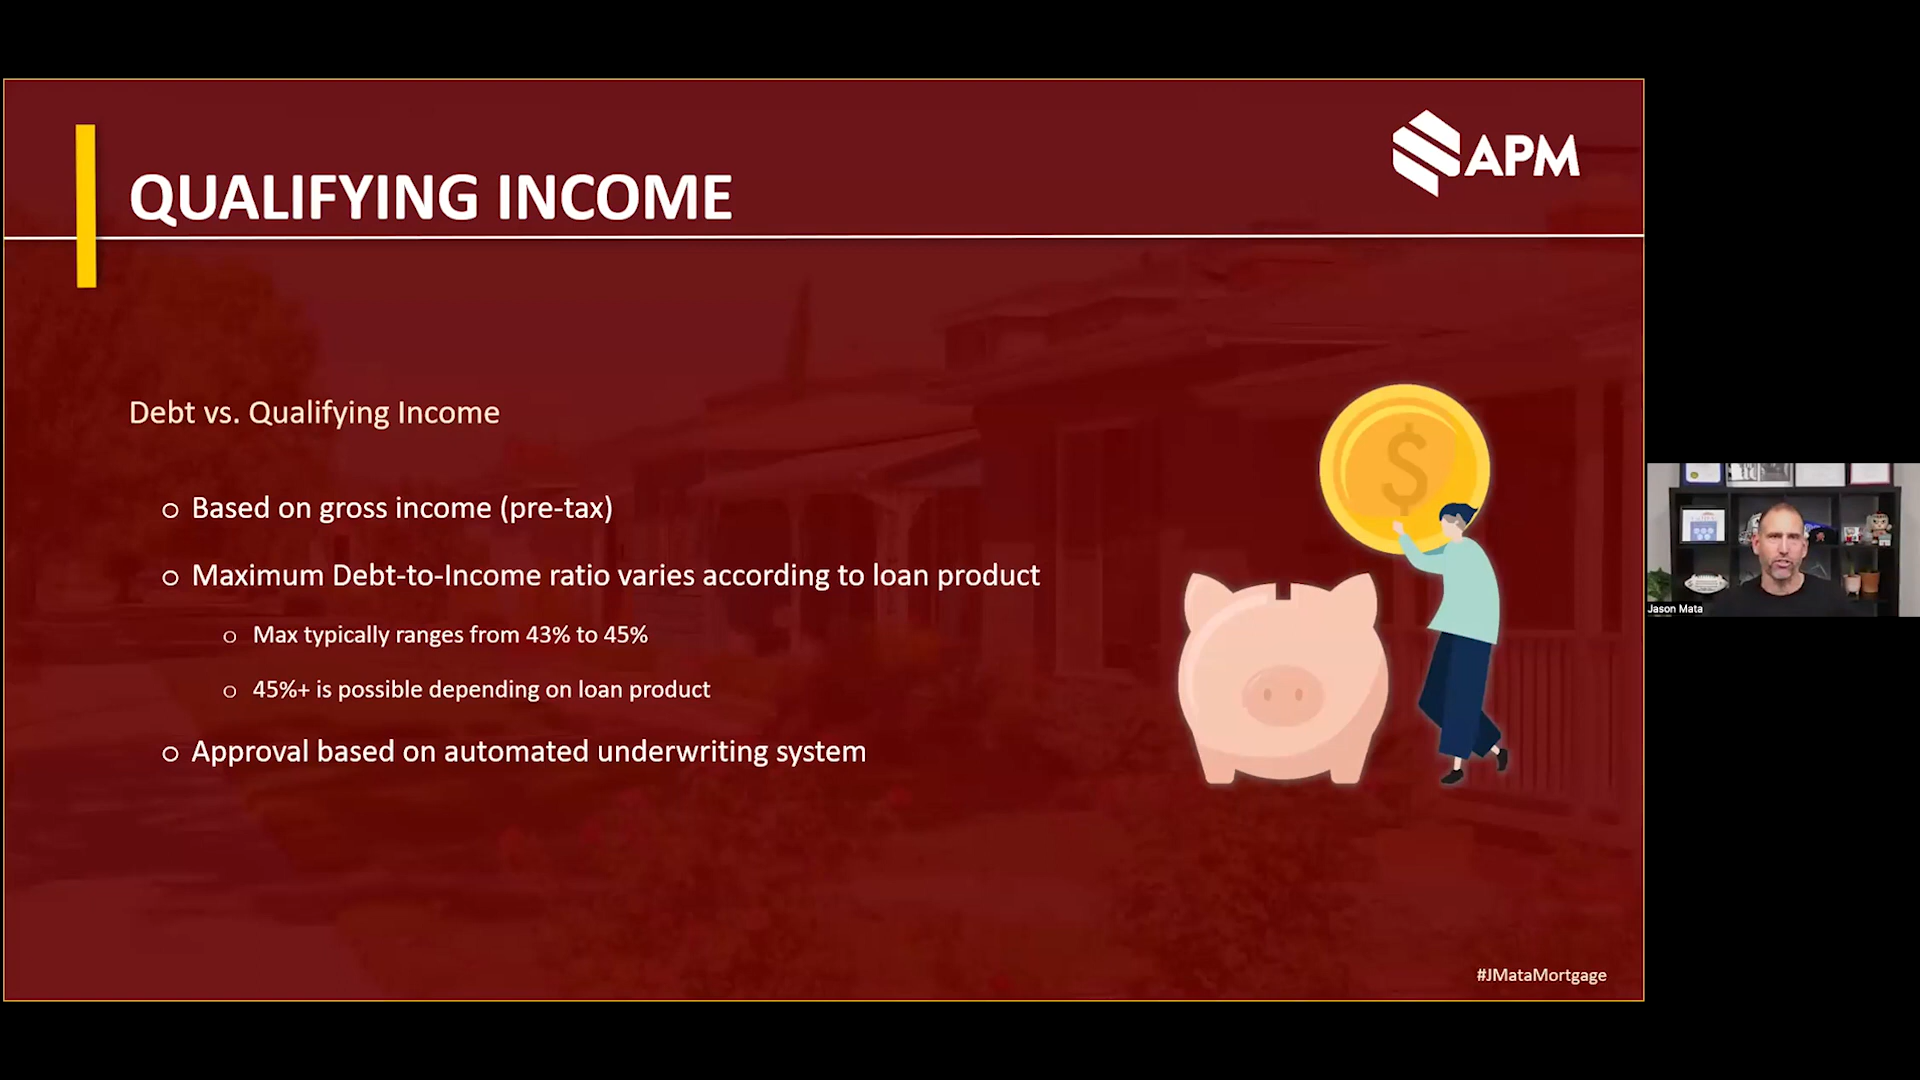 APM
QUALIFYING INCOME
Debt vs. Qualifying Income
o Based on gross income (pre-tax)
o Maximum Debt-to-Income ratio varies according to loan product
o Max typically ranges from 43% to 45%
o 45%+ is possible depending on loan product
o Approval based on automated underwriting system
$
#JMataMortgage
Jason Mata